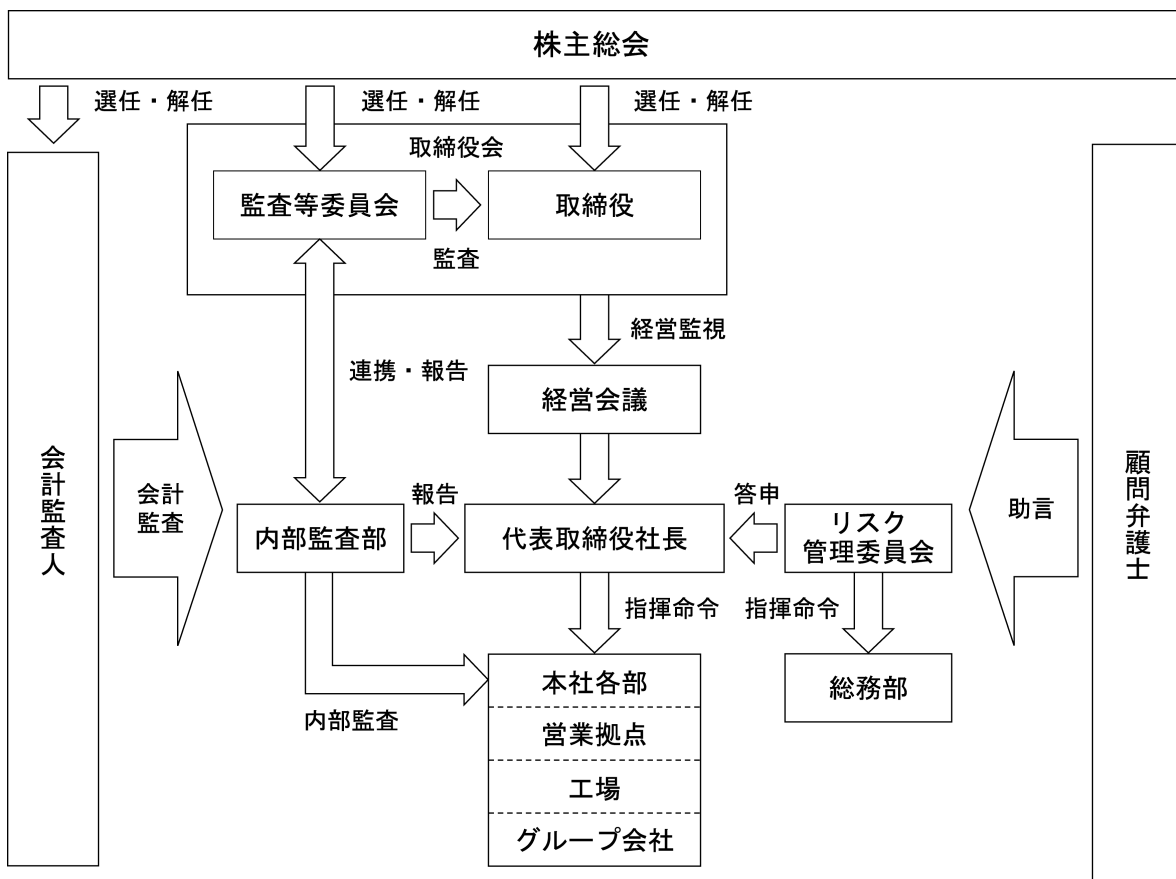 株主総会
選任・解任
選任・解任
選任・解任
取締役会
監査等委員会
取締役
監査
経営監視
連携・報告
経営会議
会計監査人
会計
監査
内部監査部
報告
代表取締役社長
答申
リスク
管理委員会
助言
顧問弁護士
指揮命令
指揮命令
内部監査
本社各部
営業拠点
工場
グループ会社
総務部